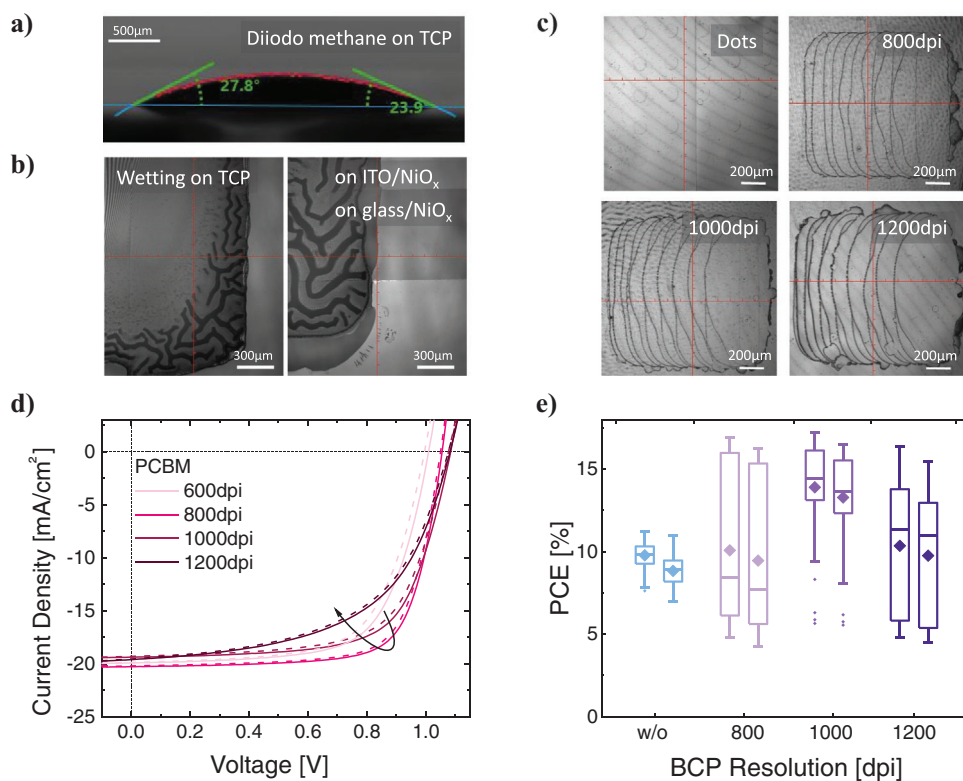 a)
500µm
Diiodo methane on TCP
27.8°
23.9
b)
Wetting on TCP
300µm
on ITO/NiOx
on glass/NiOx
300µm
c)
Dots
200µm
800dpi
200µm
1000dpi
200µm
1200dpi
200µm
d)
Current Density [mA/cm²]
0
-5
-10
-15
-20
-25
PCBM
600dpi
800dpi
1000dpi
1200dpi
0.0
0.2
0.4
0.6
0.8
1.0
Voltage [V]
e)
PCE [%]
15
10
5
0
w/o
800
1000
1200
BCP Resolution [dpi]